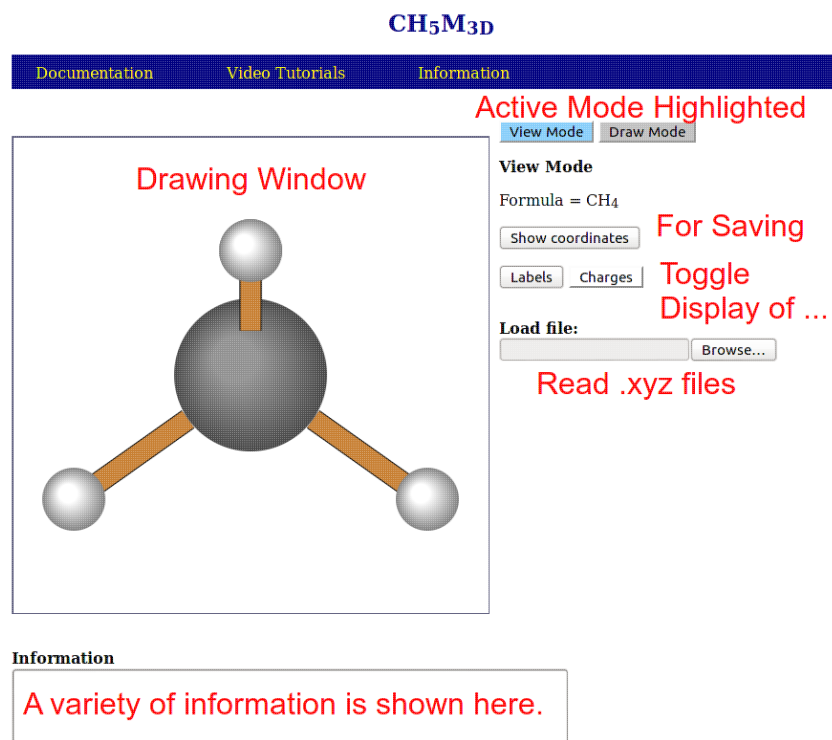 CH5M3D
Documentation Video Tutorials Information
Active Mode Highlighted
View Mode Draw Mode
Drawing Window
View Mode
Formula = CH4
Show coordinates
For Saving
Labels Charges
Toggle
Display of ...
Load file:
Browse...
Read .xyz files
Information
A variety of information is shown here.